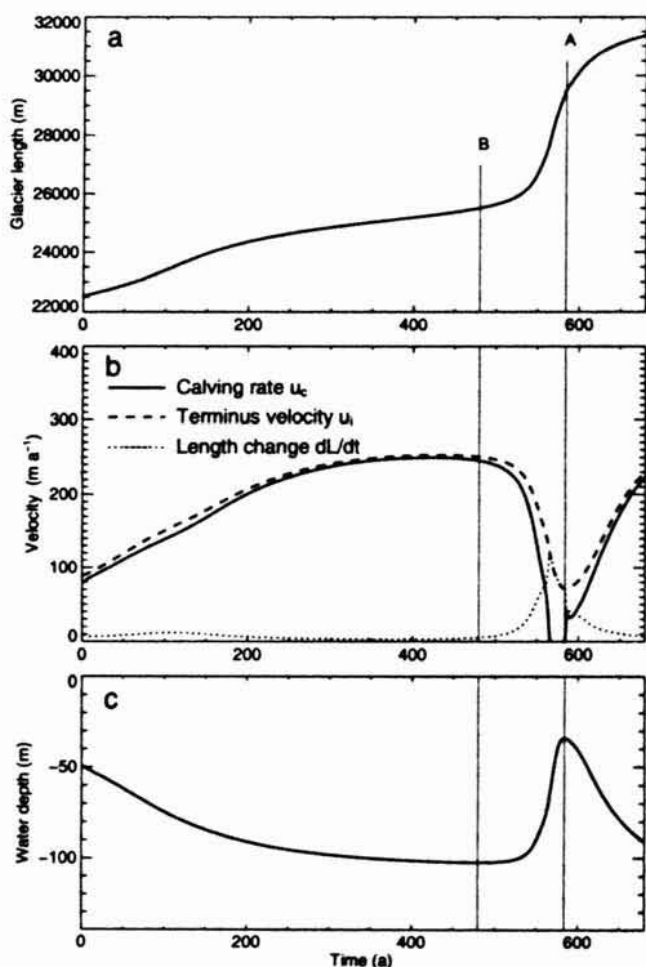 a
A
B
Glacier length (m)
32000
30000
28000
26000
24000
22000
0
200
400
600
b
Calving rate u_c
Terminus velocity u_i
Length change dL/dt
Velocity (m a⁻¹)
400
300
200
100
0
0
200
400
600
c
Water depth (m)
0
−50
−100
0
200
400
600
Time (a)